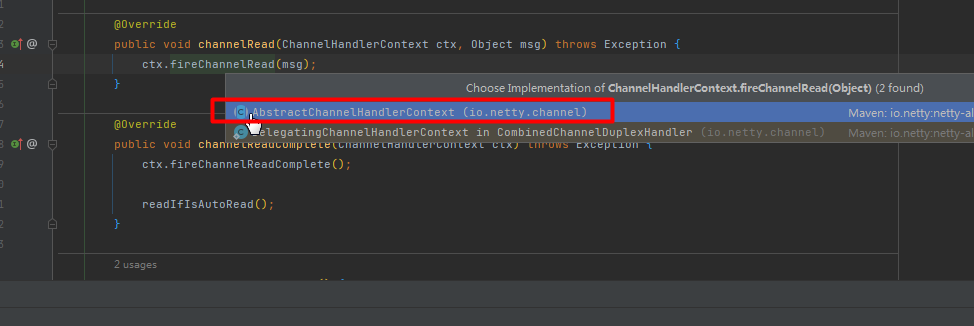 @Override
public void channelRead(ChannelHandlerContext ctx, Object msg) throws Exception {
ctx.fireChannelRead(msg);
}
Choose Implementation of ChannelHandlerContext.fireChannelRead(Object) (2 found)
AbstractChannelHandlerContext (io.netty.channel) Maven: io.netty:netty-al
DelegatingChannelHandlerContext in CombinedChannelDuplexHandler (io.netty.channel) Maven: io.netty:netty-al
@Override
public void channelReadComplete(ChannelHandlerContext ctx) throws Exception {
ctx.fireChannelReadComplete();
readIfIsAutoRead();
}
2 usages